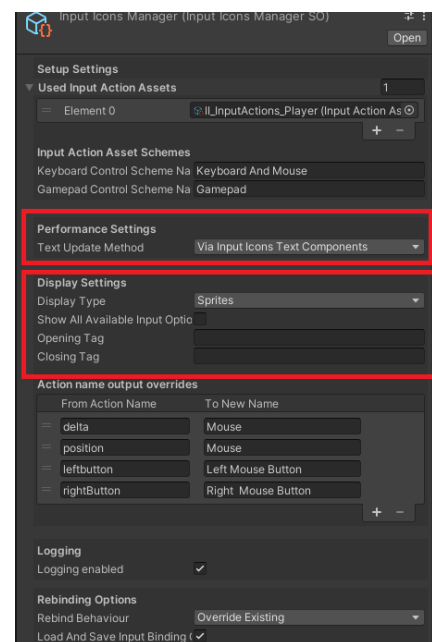 Input Icons Manager (Input Icons Manager SO)
Open
Setup Settings
Used Input Action Assets 1
Element 0 II_InputActions_Player (Input Action As
+ -
Input Action Asset Schemes
Keyboard Control Scheme Na Keyboard And Mouse
Gamepad Control Scheme Na Gamepad
Performance Settings
Text Update Method Via Input Icons Text Components
Display Settings
Display Type Sprites
Show All Available Input Optio
Opening Tag
Closing Tag
Action name output overrides
From Action Name To New Name
delta Mouse
position Mouse
leftbutton Left Mouse Button
rightButton Right Mouse Button
+ -
Logging
Logging enabled
Rebinding Options
Rebind Behaviour Override Existing
Load And Save Input Binding (